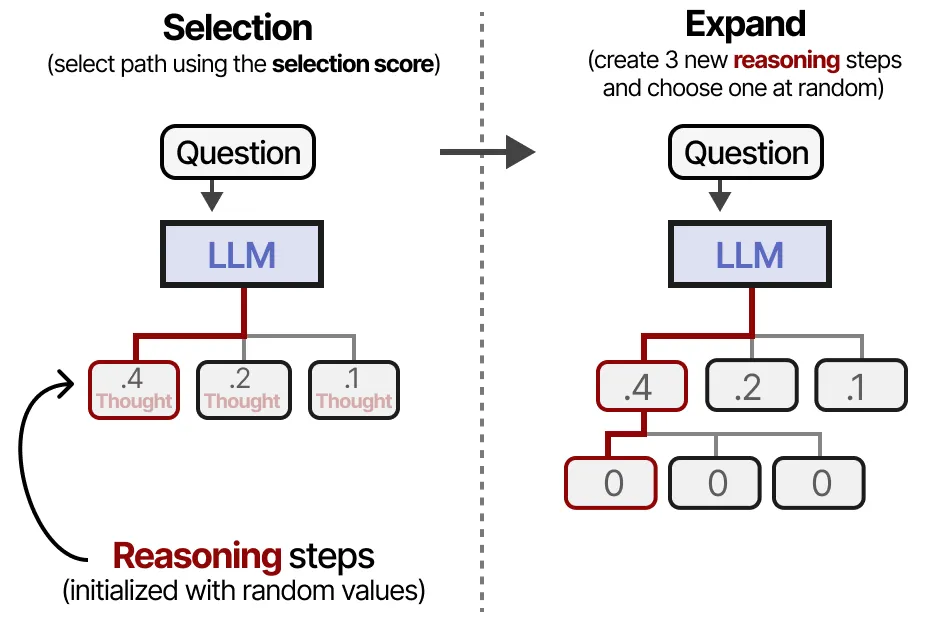 Selection
(select path using the selection score)
Question
LLM
.4
Thought
.2
Thought
.1
Thought
Reasoning steps
(initialized with random values)
Expand
(create 3 new reasoning steps
and choose one at random)
Question
LLM
.4
.2
.1
0
0
0